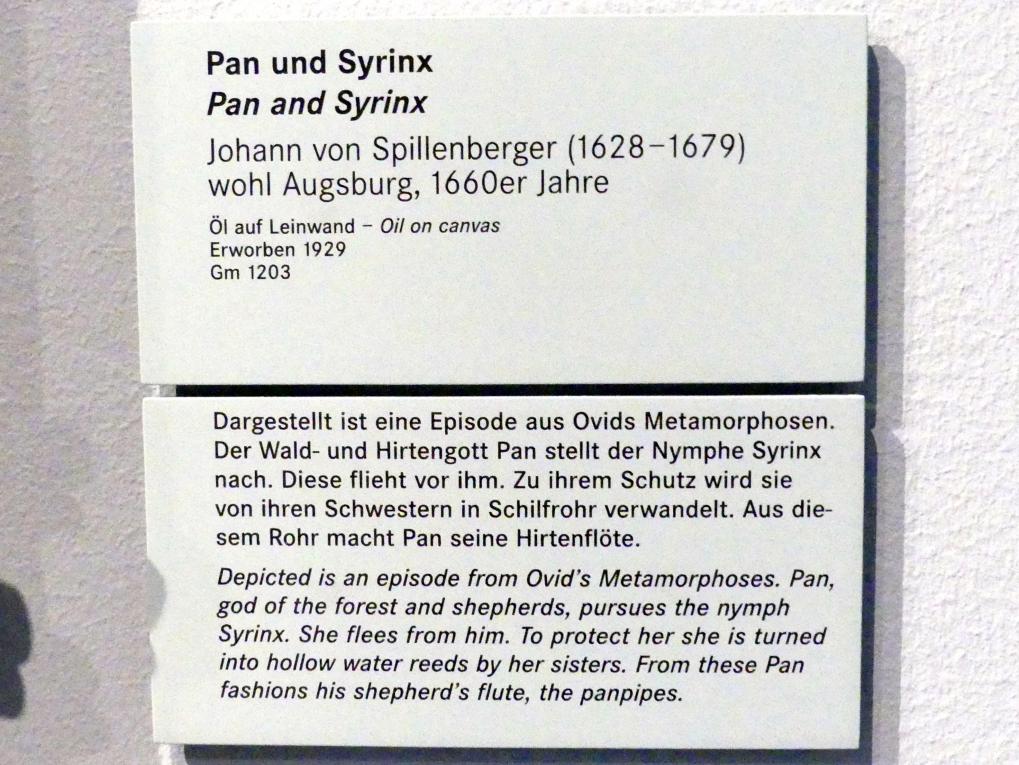 Pan und Syrinx
Pan and Syrinx
Johann von Spillenberger (1628–1679)
wohl Augsburg, 1660er Jahre
Öl auf Leinwand – Oil on canvas
Erworben 1929
Gm 1203
Dargestellt ist eine Episode aus Ovids Metamorphosen.
Der Wald- und Hirtengott Pan stellt der Nymphe Syrinx
nach. Diese flieht vor ihm. Zu ihrem Schutz wird sie
von ihren Schwestern in Schilfrohr verwandelt. Aus die-
sem Rohr macht Pan seine Hirtenflöte.
Depicted is an episode from Ovid's Metamorphoses. Pan,
god of the forest and shepherds, pursues the nymph
Syrinx. She flees from him. To protect her she is turned
into hollow water reeds by her sisters. From these Pan
fashions his shepherd's flute, the panpipes.